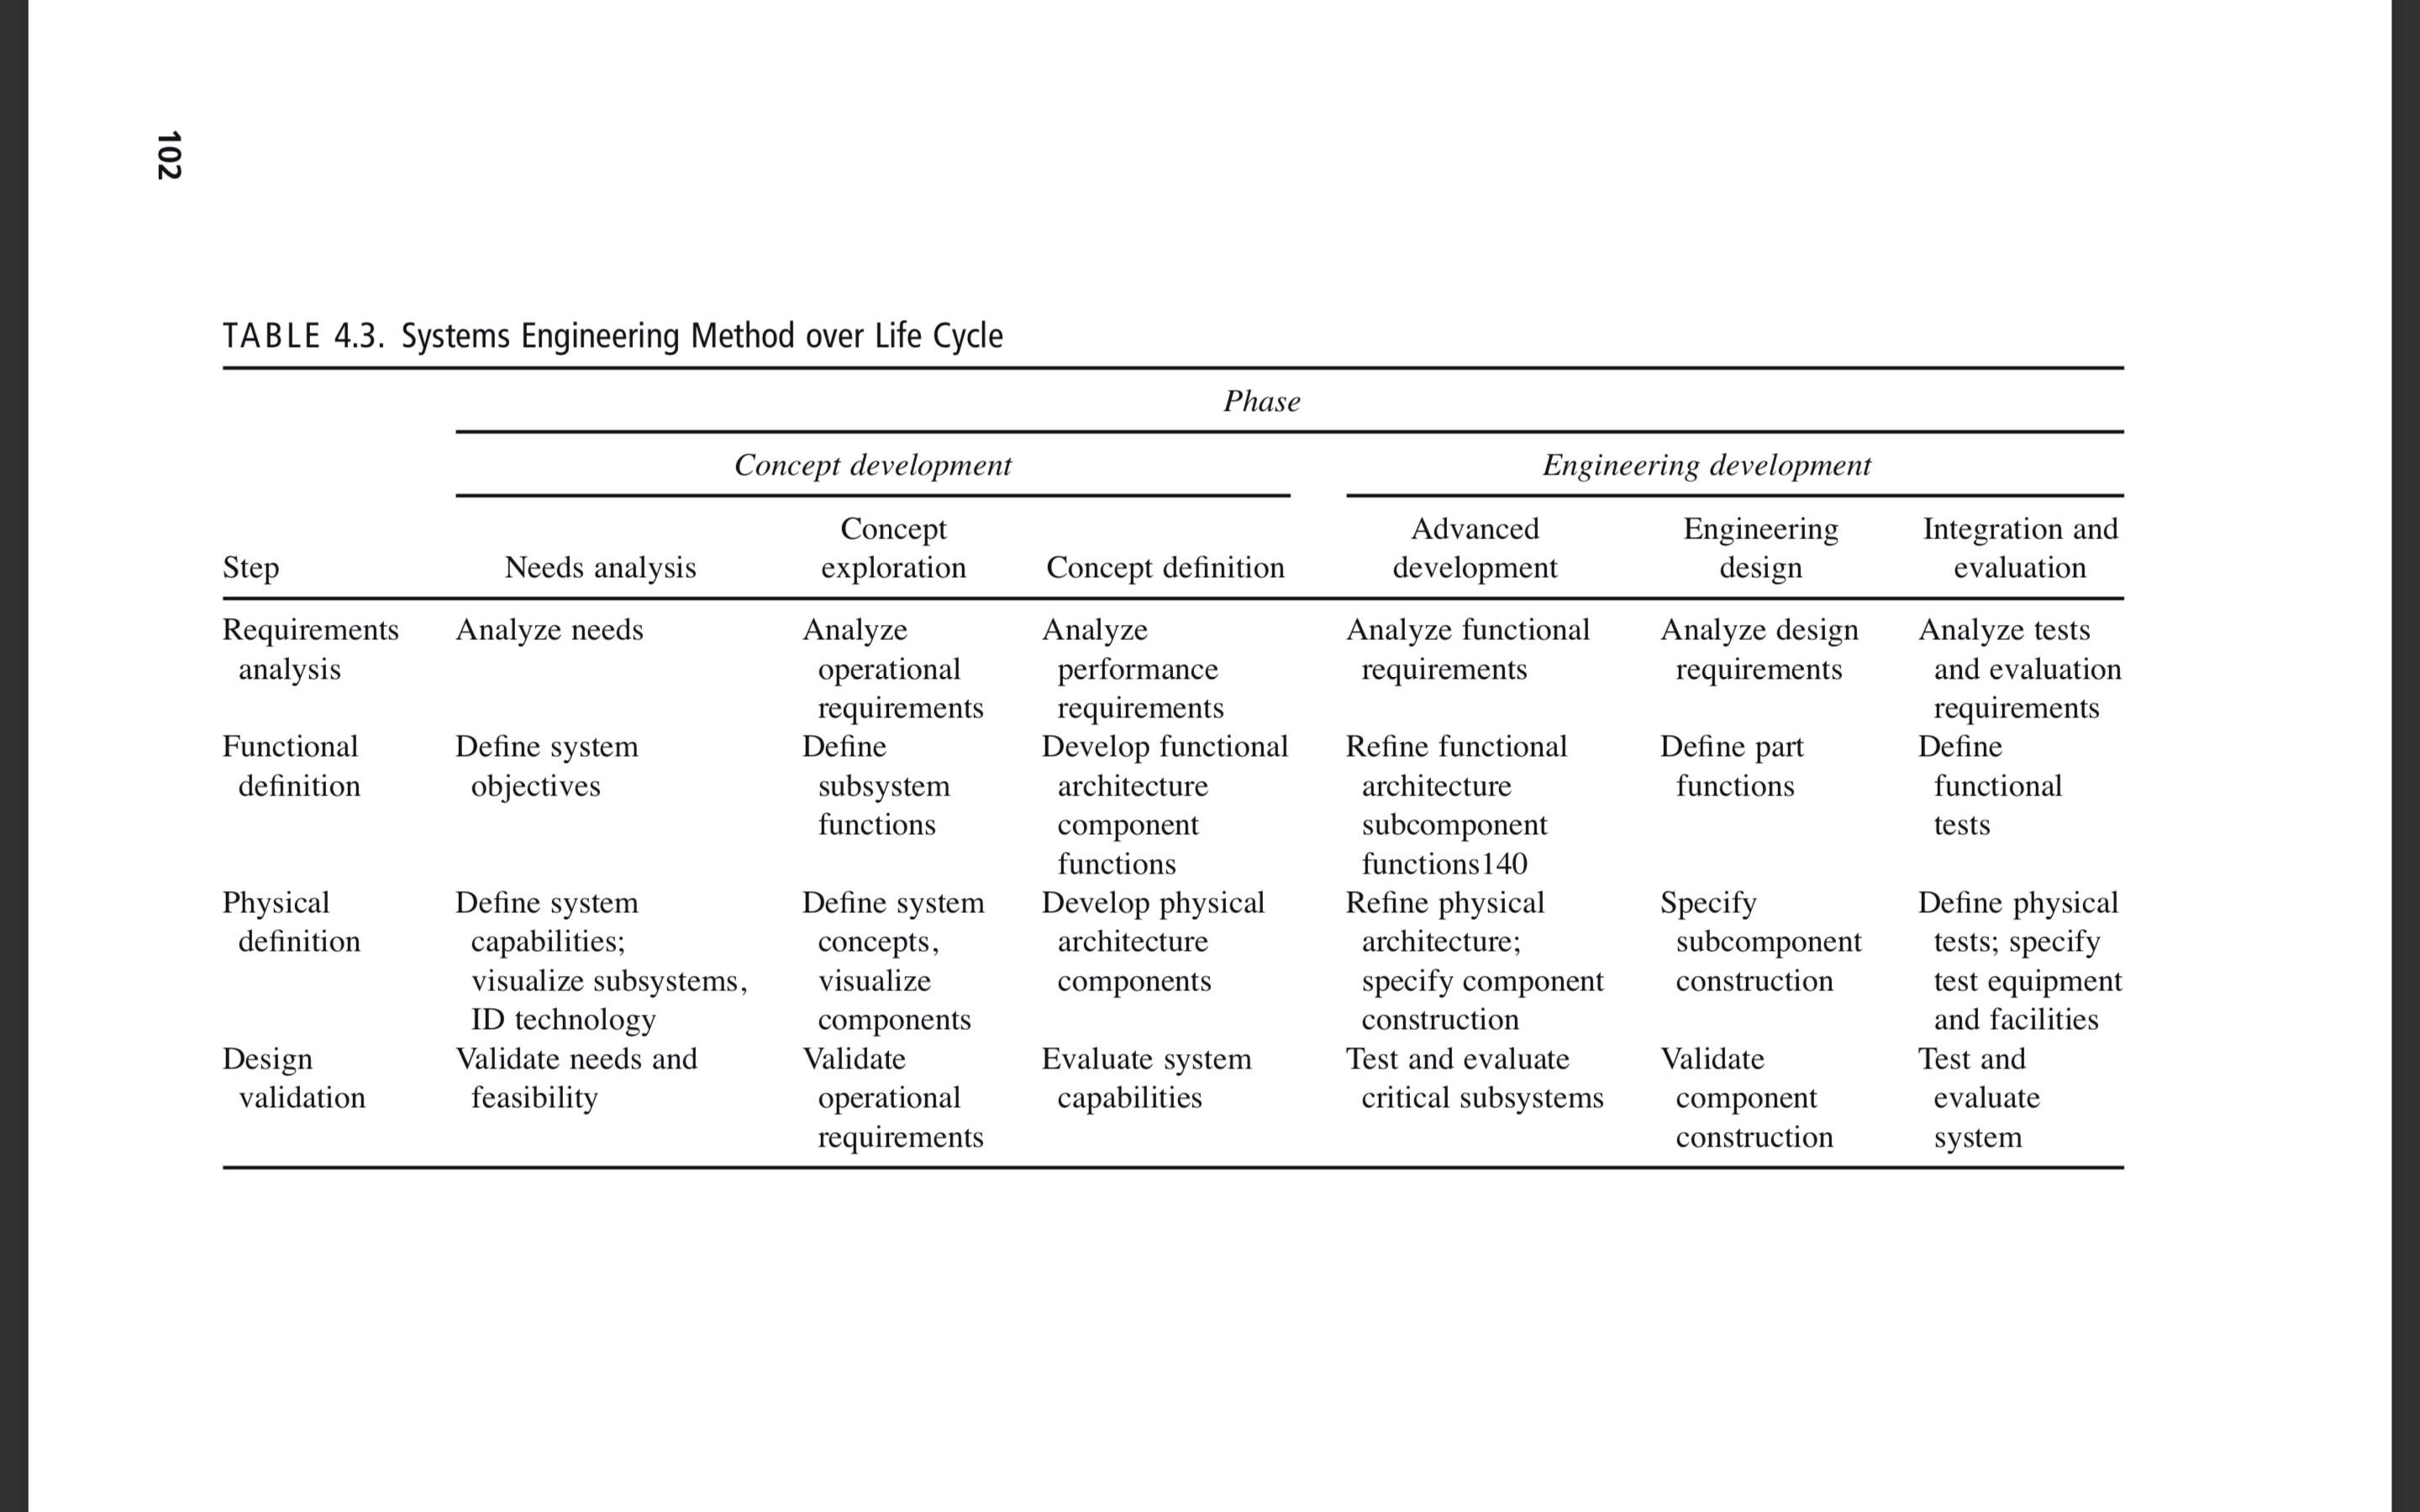 102
TABLE 4.3. Systems Engineering Method over Life Cycle
Phase
Concept development Engineering development
Concept Advanced Engineering Integration and
Step Needs analysis exploration Concept definition development design evaluation
Requirements Analyze needs Analyze Analyze Analyze functional Analyze design Analyze tests
analysis operational performance requirements requirements and evaluation
requirements requirements requirements
Functional Define system Define Develop functional Refine functional Define part Define
definition objectives subsystem architecture architecture functions functional
functions component subcomponent tests
functions functions140
Physical Define system Define system Develop physical Refine physical Specify Define physical
definition capabilities; concepts, architecture architecture; subcomponent tests; specify
visualize subsystems, visualize components specify component construction test equipment
ID technology components construction and facilities
Design Validate needs and Validate Evaluate system Test and evaluate Validate Test and
validation feasibility operational capabilities critical subsystems component evaluate
requirements construction system